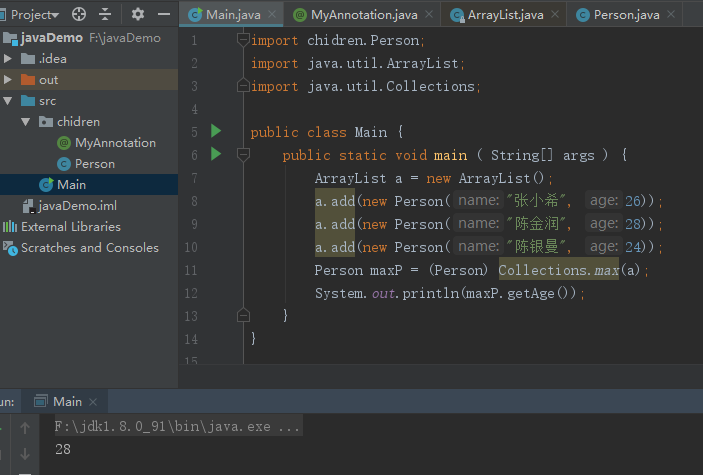 Project
Main.java
MyAnnotation.java
ArrayList.java
Person.java
javaDemo F:\javaDemo
.idea
out
src
chidren
MyAnnotation
Person
Main
javaDemo.iml
External Libraries
Scratches and Consoles
1 import chidren.Person;
2 import java.util.ArrayList;
3 import java.util.Collections;
4
5 public class Main {
6 public static void main ( String[] args ) {
7 ArrayList a = new ArrayList();
8 a.add(new Person( name: "张小希", age: 26));
9 a.add(new Person( name: "陈金润", age: 28));
10 a.add(new Person( name: "陈银曼", age: 24));
11 Person maxP = (Person) Collections.max(a);
12 System.out.println(maxP.getAge());
13 }
14 }
15
un: Main
F:\jdk1.8.0_91\bin\java.exe ...
28